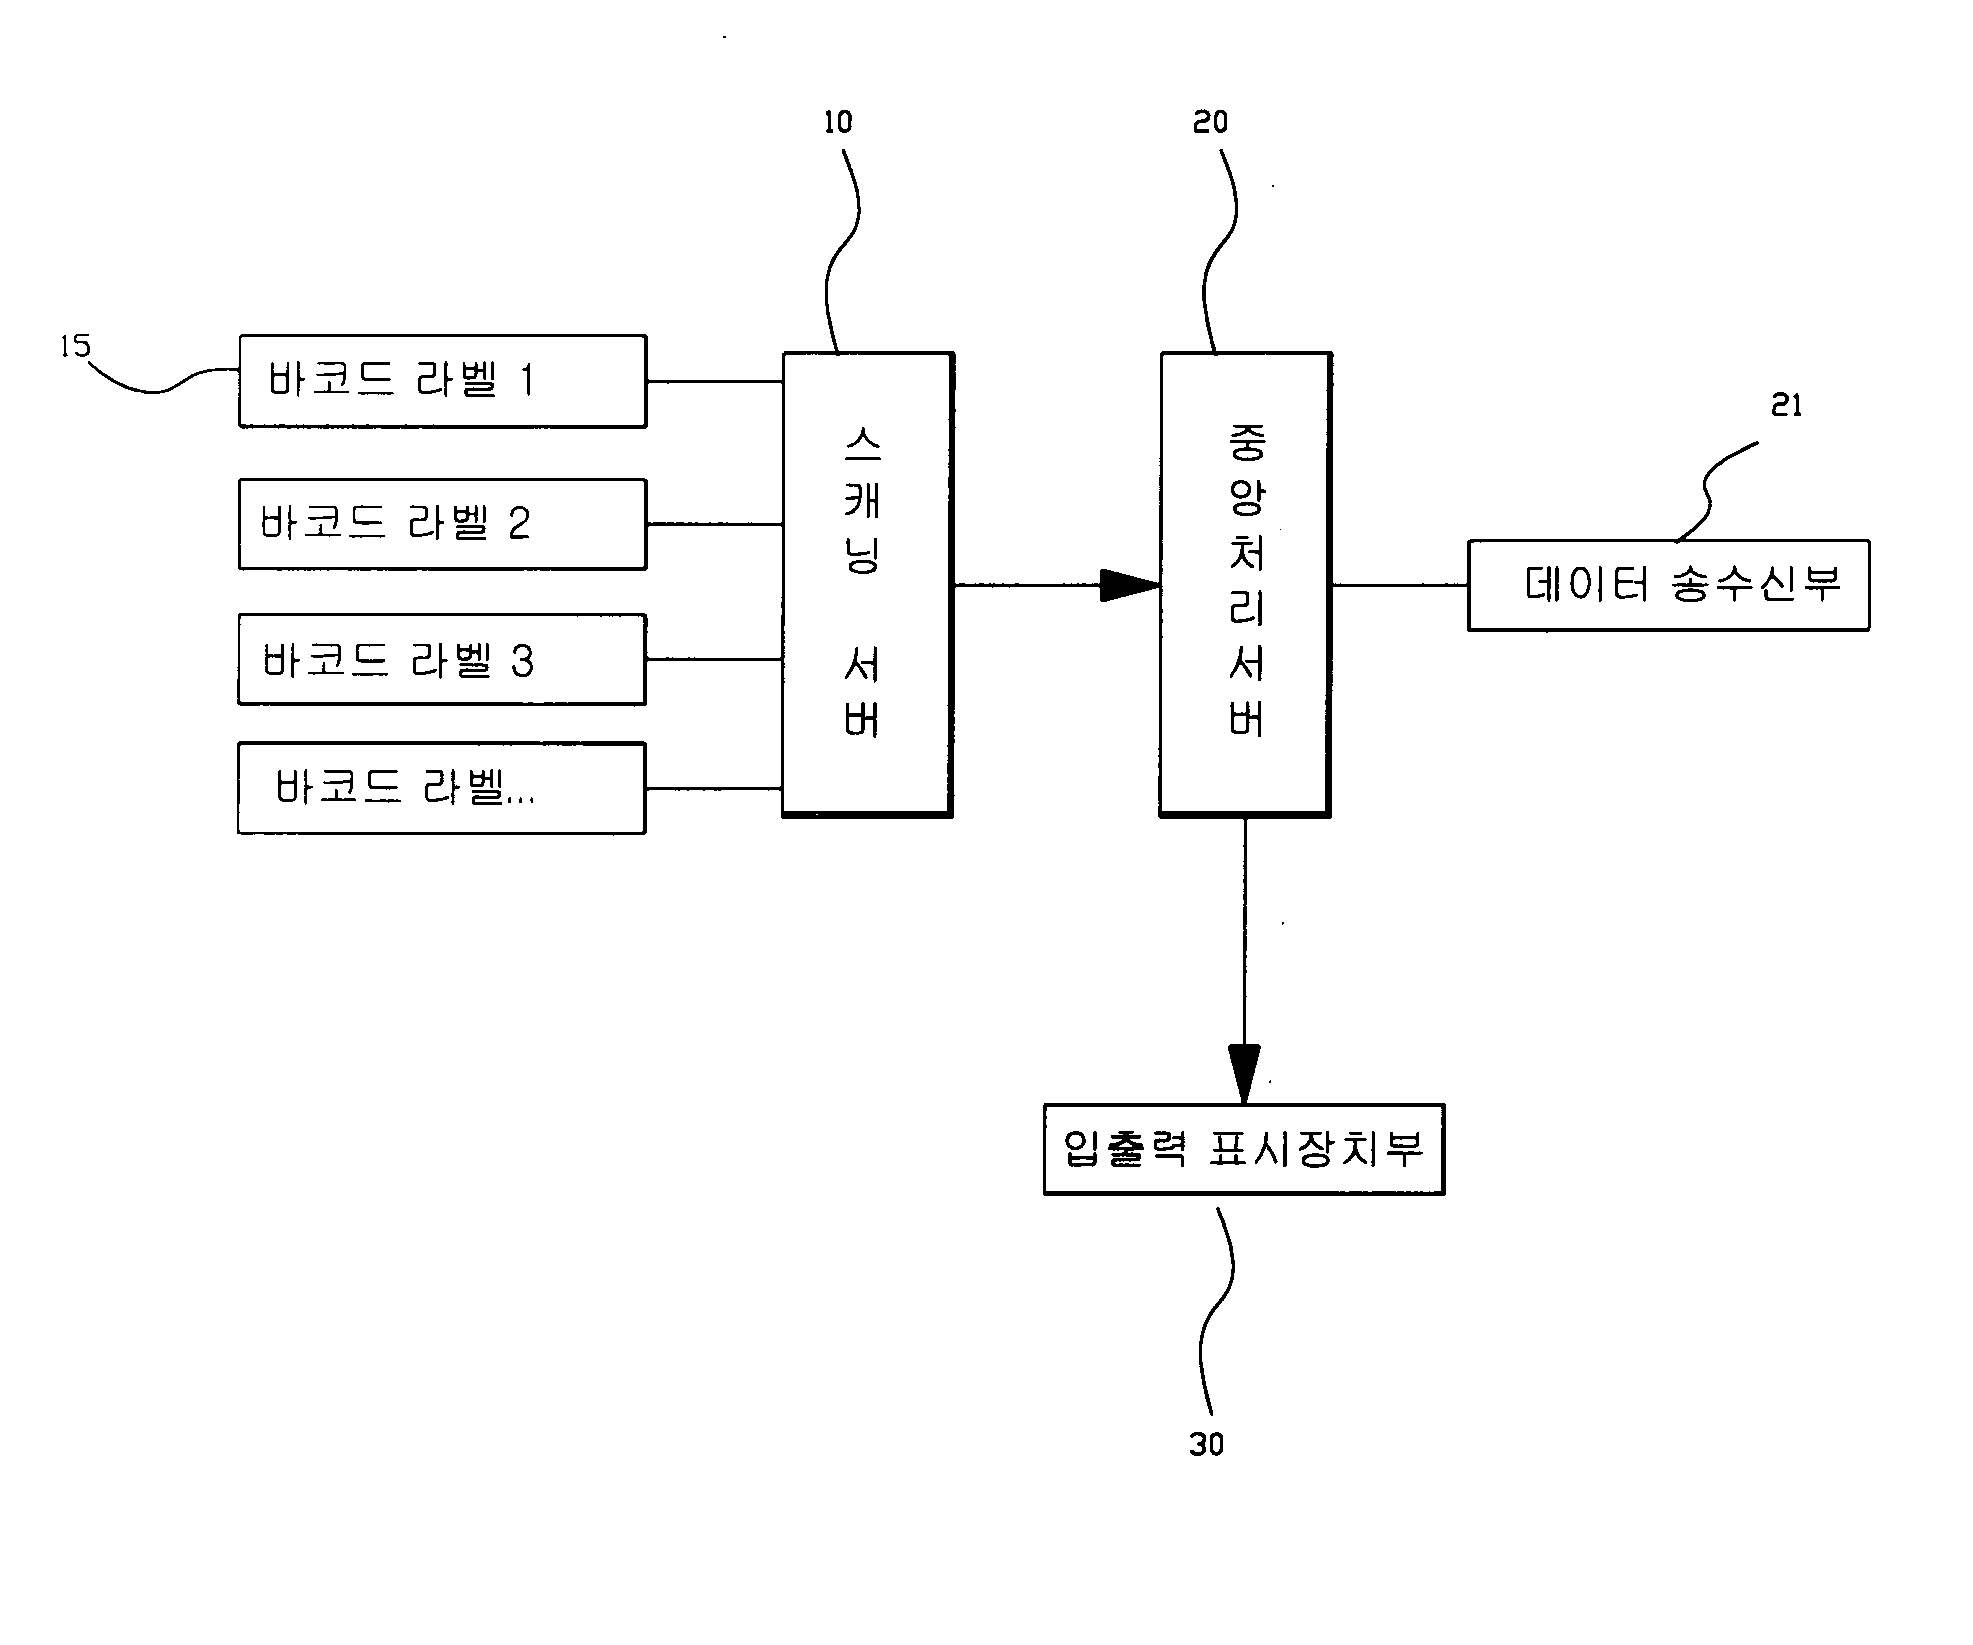 10
20
15
바코드 라벨 1
바코드 라벨 2
바코드 라벨 3
바코드 라벨...
스캐닝 서버
중앙처리서버
21
데이터 송수신부
입출력 표시장치부
30